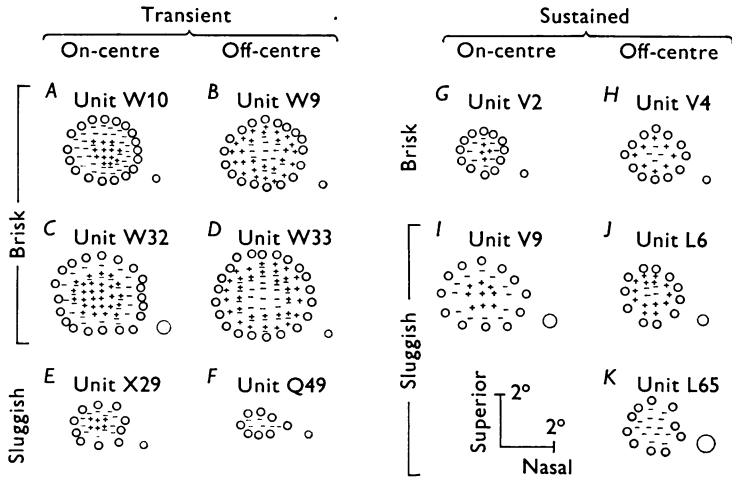 Transient
Sustained
On-centre
Off-centre
On-centre
Off-centre
A Unit W10
B Unit W9
G Unit V2
H Unit V4
Brisk
Brisk
C Unit W32
D Unit W33
I Unit V9
J Unit L6
Sluggish
E Unit X29
F Unit Q49
K Unit L65
Sluggish
Superior
2°
2°
Nasal